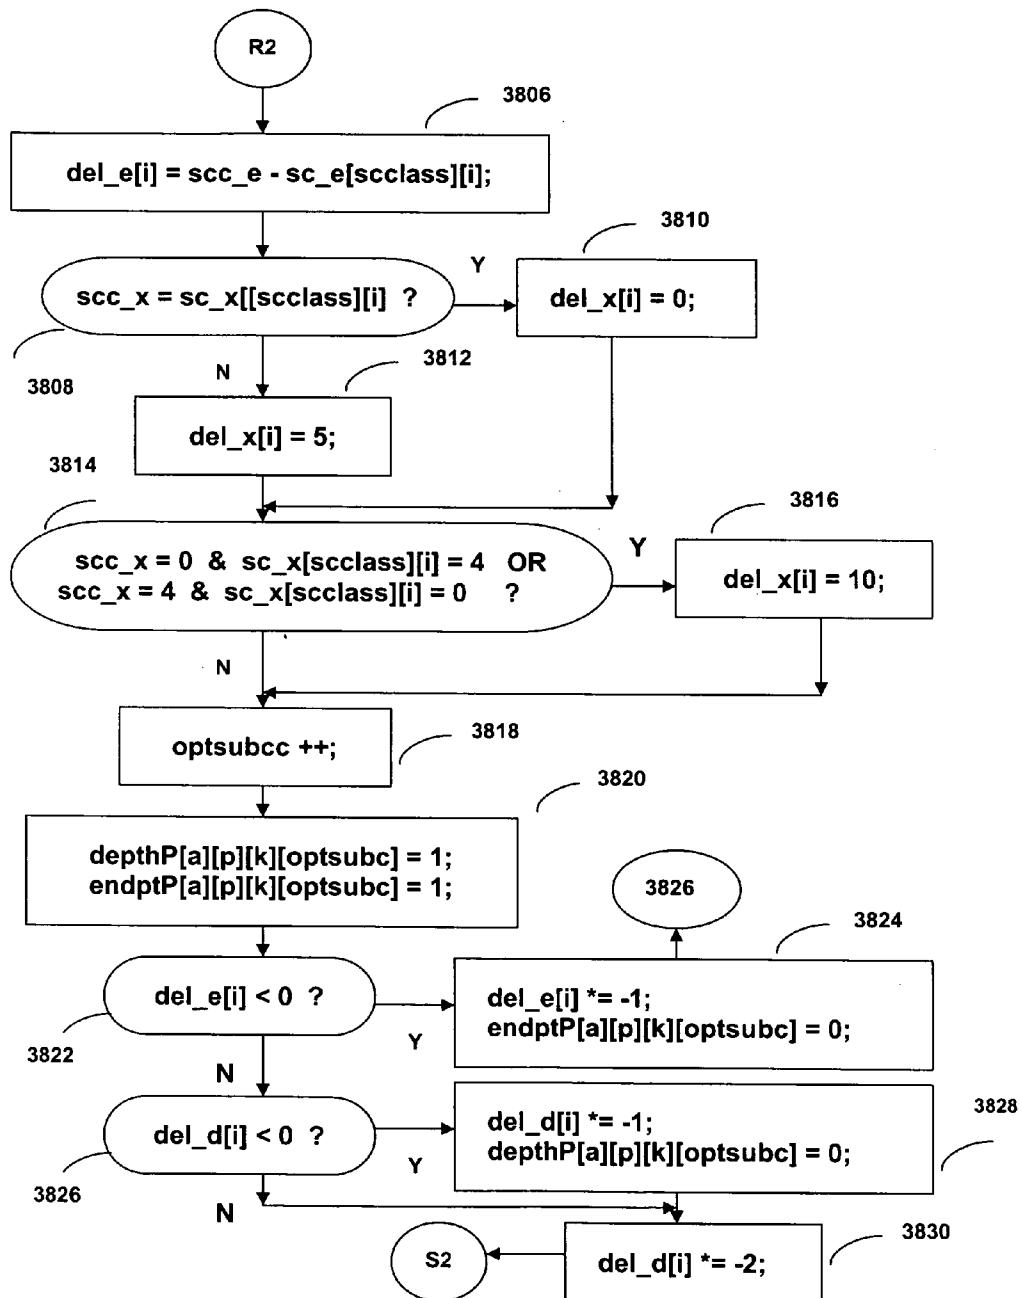 R2
3806
del_e[i] = scc_e - sc_e[scclass][i];
3810
scc_x = sc_x[[scclass][i] ?
Y
del_x[i] = 0;
3808
N
3812
del_x[i] = 5;
3814
3816
scc_x = 0 & sc_x[scclass][i] = 4 OR
scc_x = 4 & sc_x[scclass][i] = 0 ?
Y
del_x[i] = 10;
N
optsubcc ++;
3818
3820
depthP[a][p][k][optsubc] = 1;
endptP[a][p][k][optsubc] = 1;
3826
3824
del_e[i] < 0 ?
Y
del_e[i] *= -1;
endptP[a][p][k][optsubc] = 0;
3822
N
del_d[i] < 0 ?
Y
del_d[i] *= -1;
depthP[a][p][k][optsubc] = 0;
3828
3826
N
3830
S2
del_d[i] *= -2;